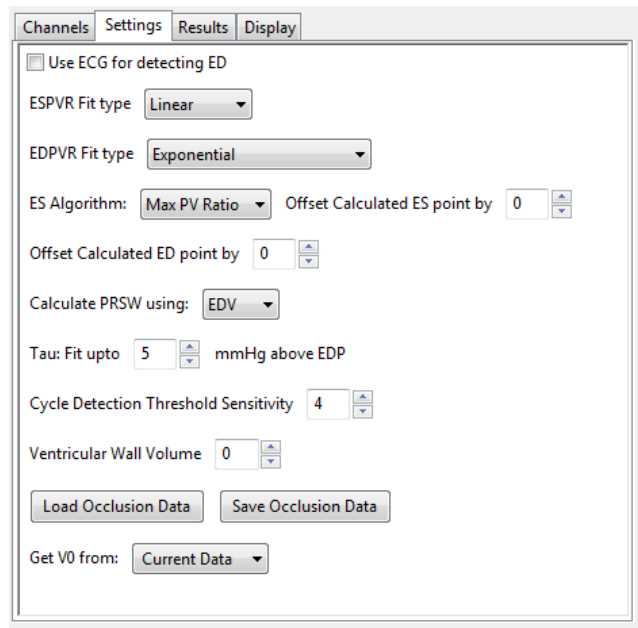 Channels Settings Results Display
Use ECG for detecting ED
ESPVR Fit type Linear
EDPVR Fit type Exponential
ES Algorithm: Max PV Ratio Offset Calculated ES point by 0
Offset Calculated ED point by 0
Calculate PRSW using: EDV
Tau: Fit upto 5 mmHg above EDP
Cycle Detection Threshold Sensitivity 4
Ventricular Wall Volume 0
Load Occlusion Data Save Occlusion Data
Get V0 from: Current Data